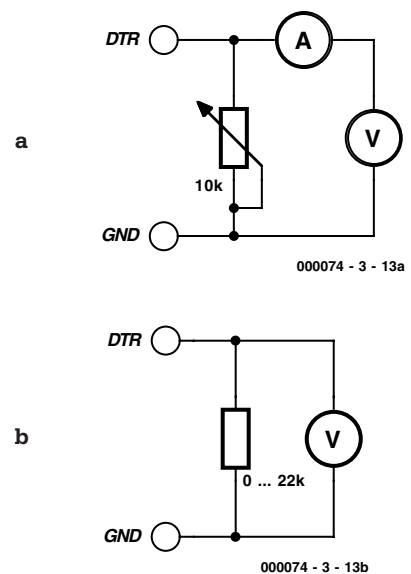 DTR
A
V
a
10k
GND
000074 - 3 - 13a
DTR
b
V
0 ... 22k
GND
000074 - 3 - 13b